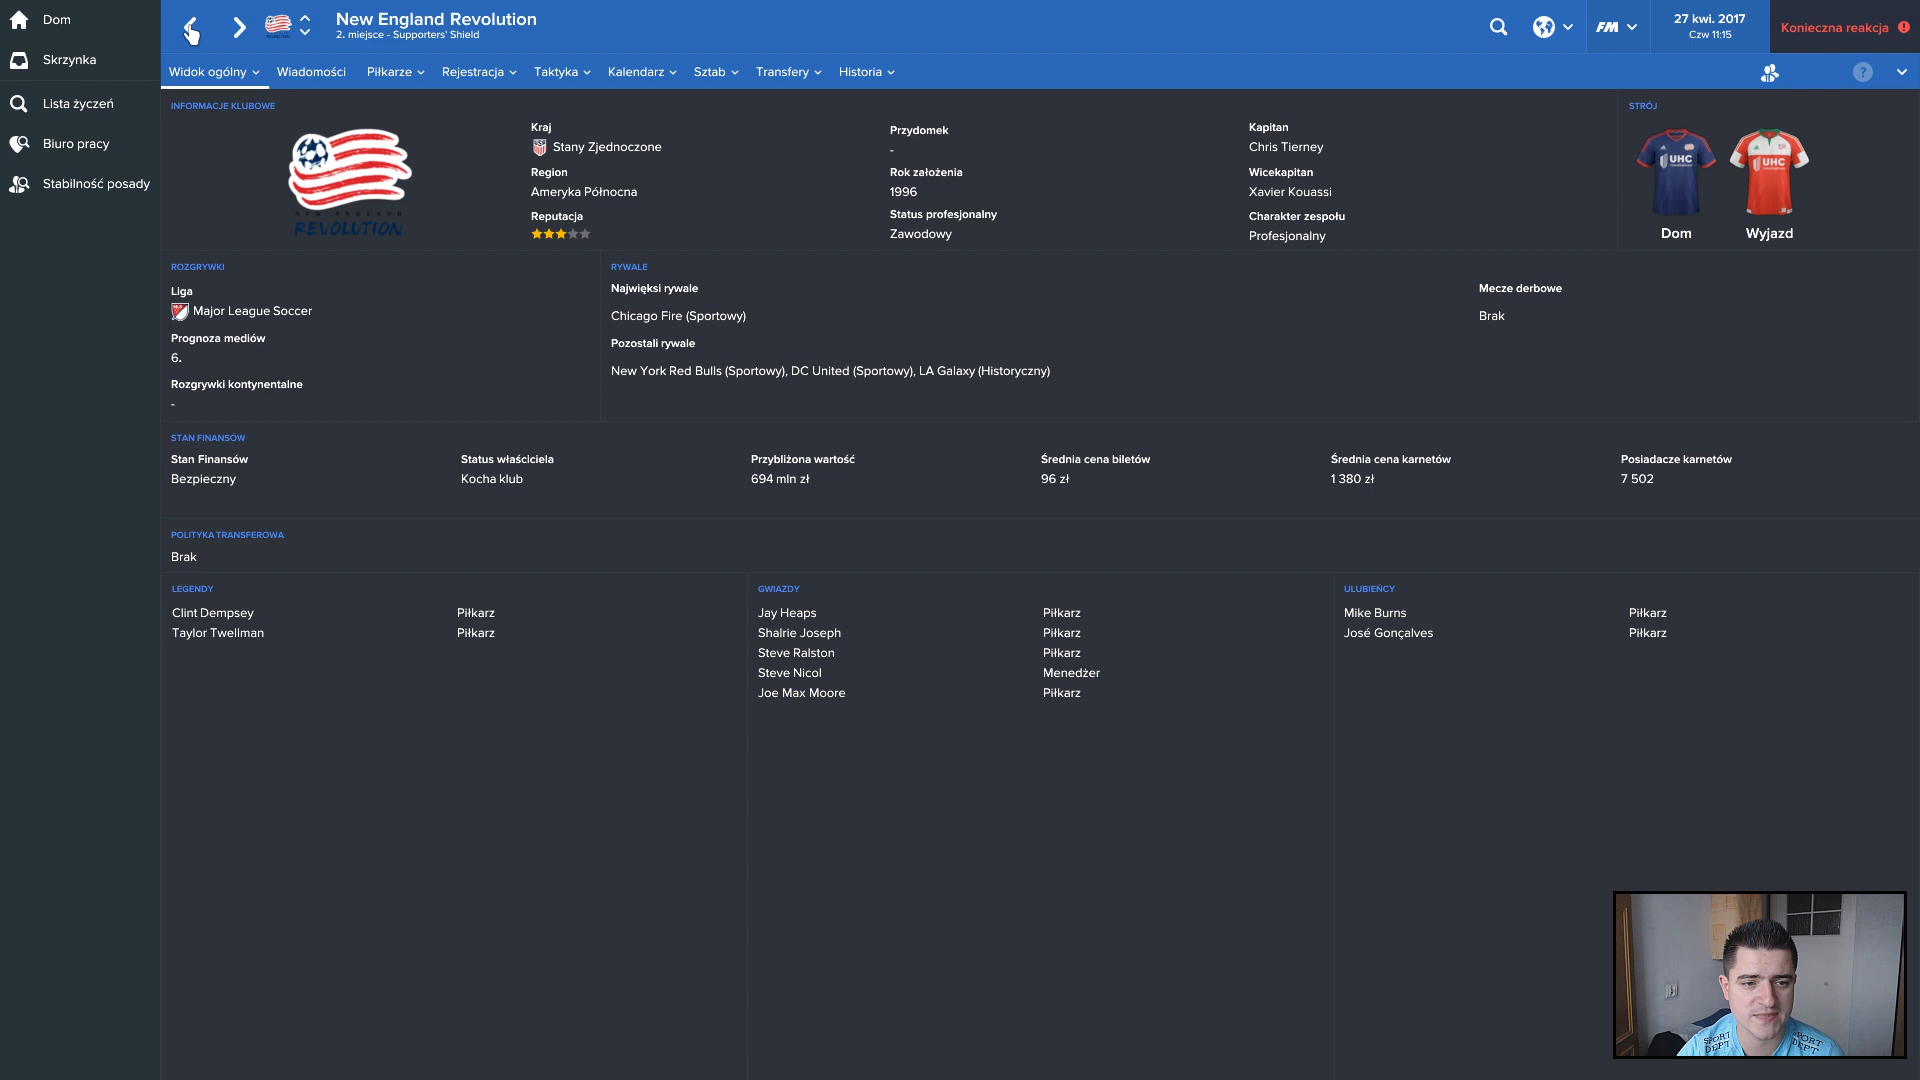 Dom
Skrzynka
Lista życzeń
Biuro pracy
Stabilność posady
New England Revolution
2. miejsce - Supporters' Shield
FM
27 kwi. 2017
Czw 11:15
Konieczna reakcja
Widok ogólny
Wiadomości
Piłkarze
Rejestracja
Taktyka
Kalendarz
Sztab
Transfery
Historia
?
INFORMACJE KLUBOWE
NEW ENGLAND
REVOLUTION
Kraj
Stany Zjednoczone
Region
Ameryka Północna
Reputacja
Przydomek
-
Rok założenia
1996
Status profesjonalny
Zawodowy
Kapitan
Chris Tierney
Wicekapitan
Xavier Kouassi
Charakter zespołu
Profesjonalny
STRÓJ
UHC
UHC
Dom
Wyjazd
ROZGRYWKI
Liga
Major League Soccer
Prognoza mediów
6.
Rozgrywki kontynentalne
-
RYWALE
Najwięksi rywale
Chicago Fire (Sportowy)
Pozostali rywale
New York Red Bulls (Sportowy), DC United (Sportowy), LA Galaxy (Historyczny)
Mecze derbowe
Brak
STAN FINANSÓW
Stan Finansów
Bezpieczny
Status właściciela
Kocha klub
Przybliżona wartość
694 mln zł
Średnia cena biletów
96 zł
Średnia cena karnetów
1 380 zł
Posiadacze karnetów
7 502
POLITYKA TRANSFEROWA
Brak
LEGENDY
Clint Dempsey Piłkarz
Taylor Twellman Piłkarz
GWIAZDY
Jay Heaps Piłkarz
Shalrie Joseph Piłkarz
Steve Ralston Piłkarz
Steve Nicol Menedżer
Joe Max Moore Piłkarz
ULUBIEŃCY
Mike Burns Piłkarz
José Gonçalves Piłkarz
SPORT
DEPT
SPORT
DEPT